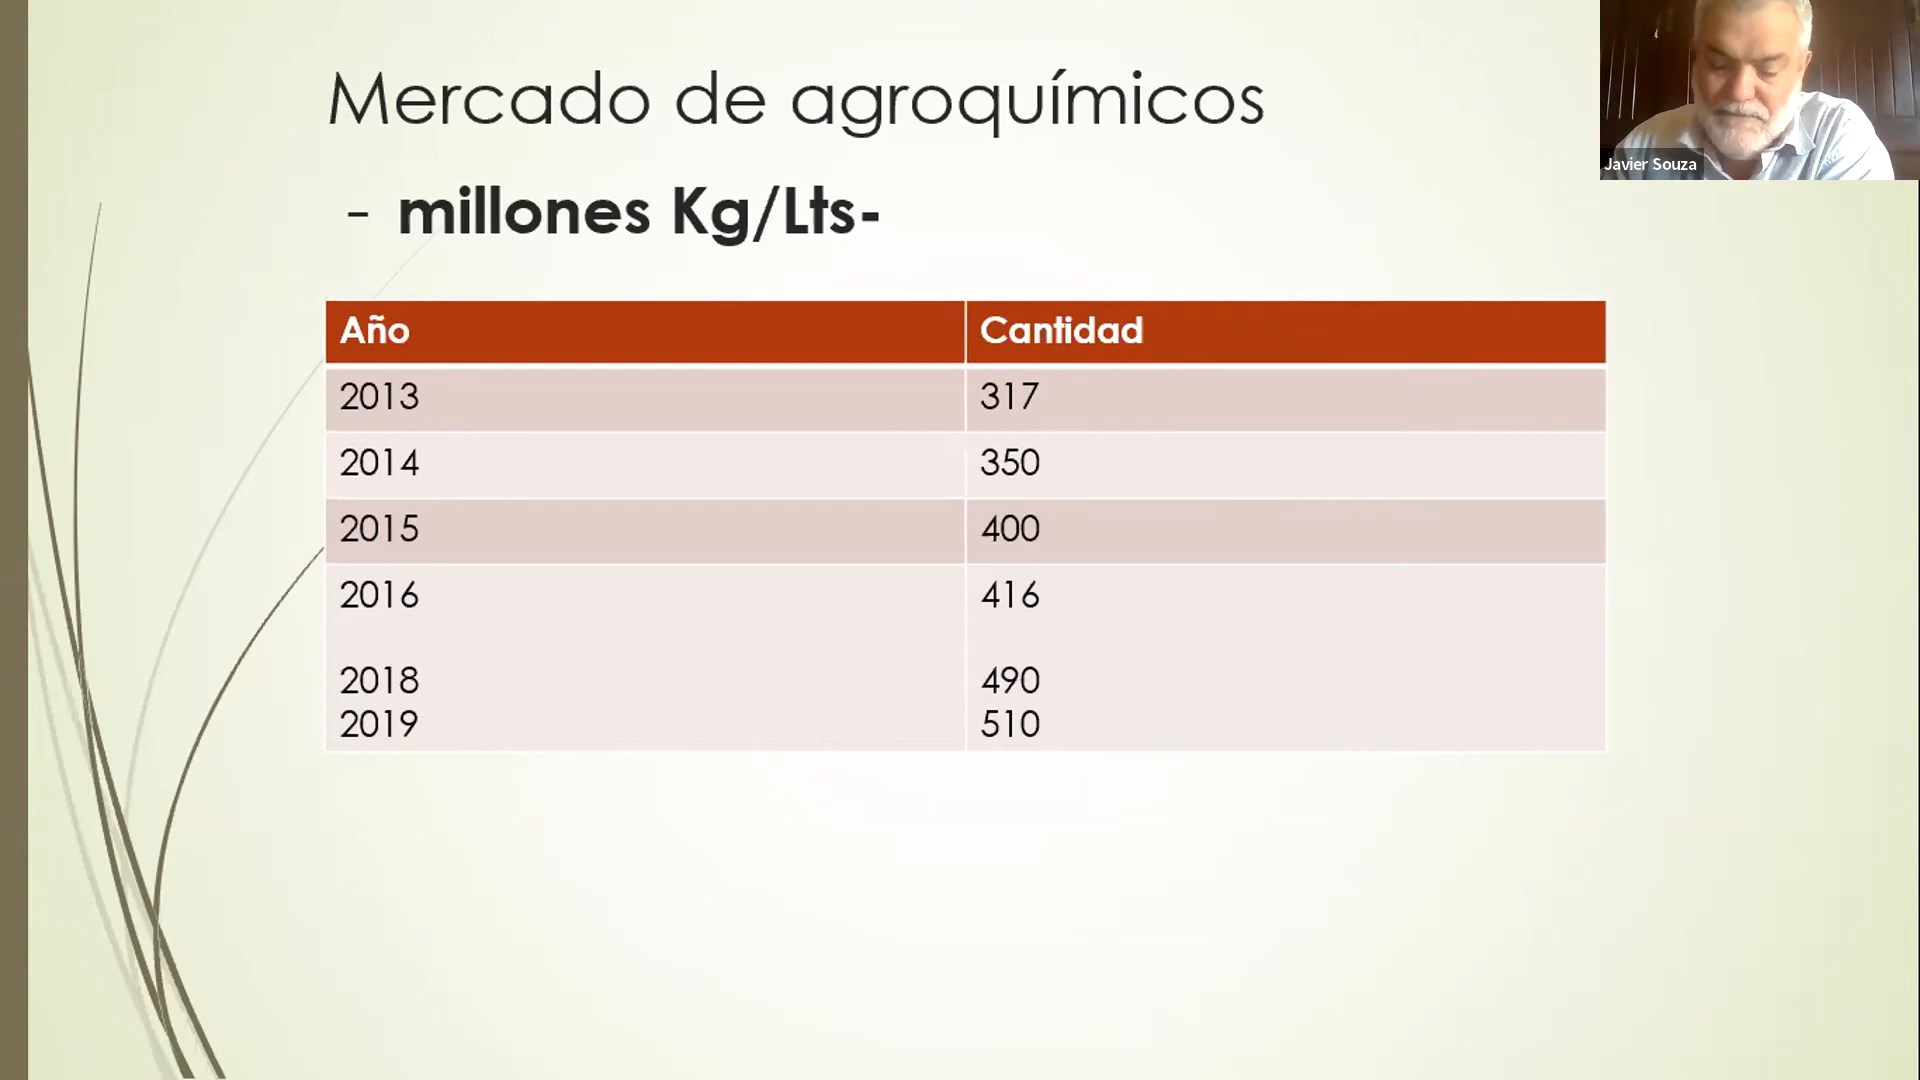 Mercado de agroquímicos
- millones Kg/Lts-
Javier Souza
Año Cantidad
2013 317
2014 350
2015 400
2016 416
2018 490
2019 510